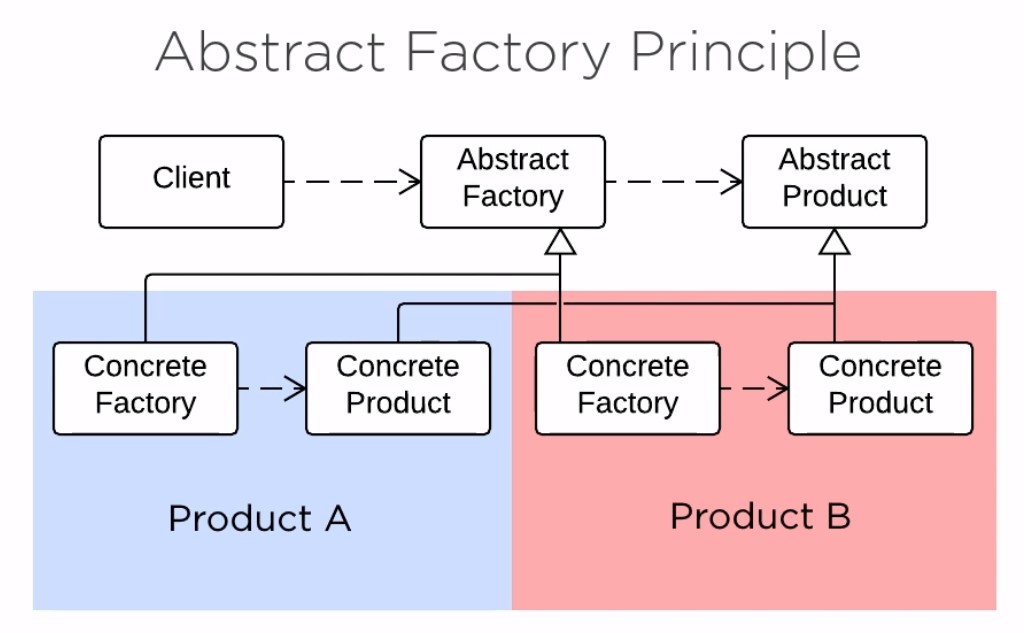 Abstract Factory Principle
Client
Abstract
Factory
Abstract
Product
Concrete
Factory
Concrete
Product
Concrete
Factory
Concrete
Product
Product A
Product B